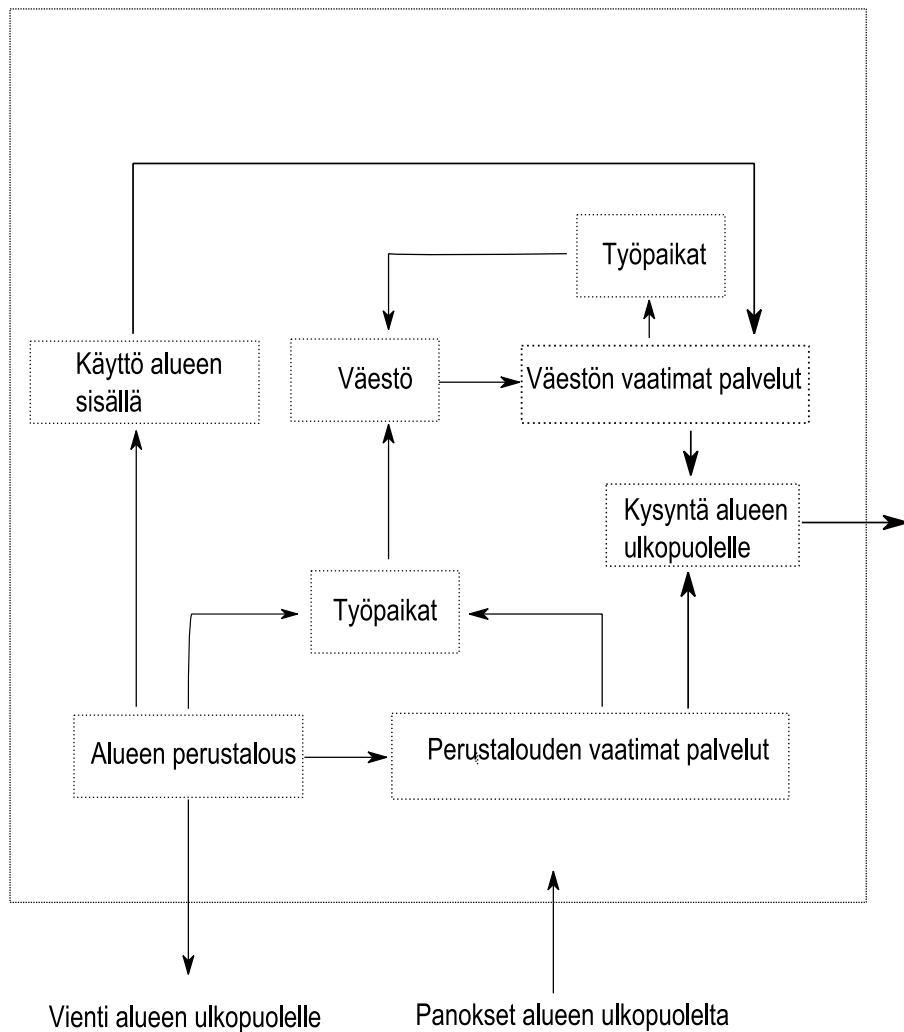 Työpaikat
Käyttö alueen
sisällä
Väestö
Väestön vaatimat palvelut
Kysyntä alueen
ulkopuolelle
Työpaikat
Alueen perustalous
Perustalouden vaatimat palvelut
Vienti alueen ulkopuolelle
Panokset alueen ulkopuolelta